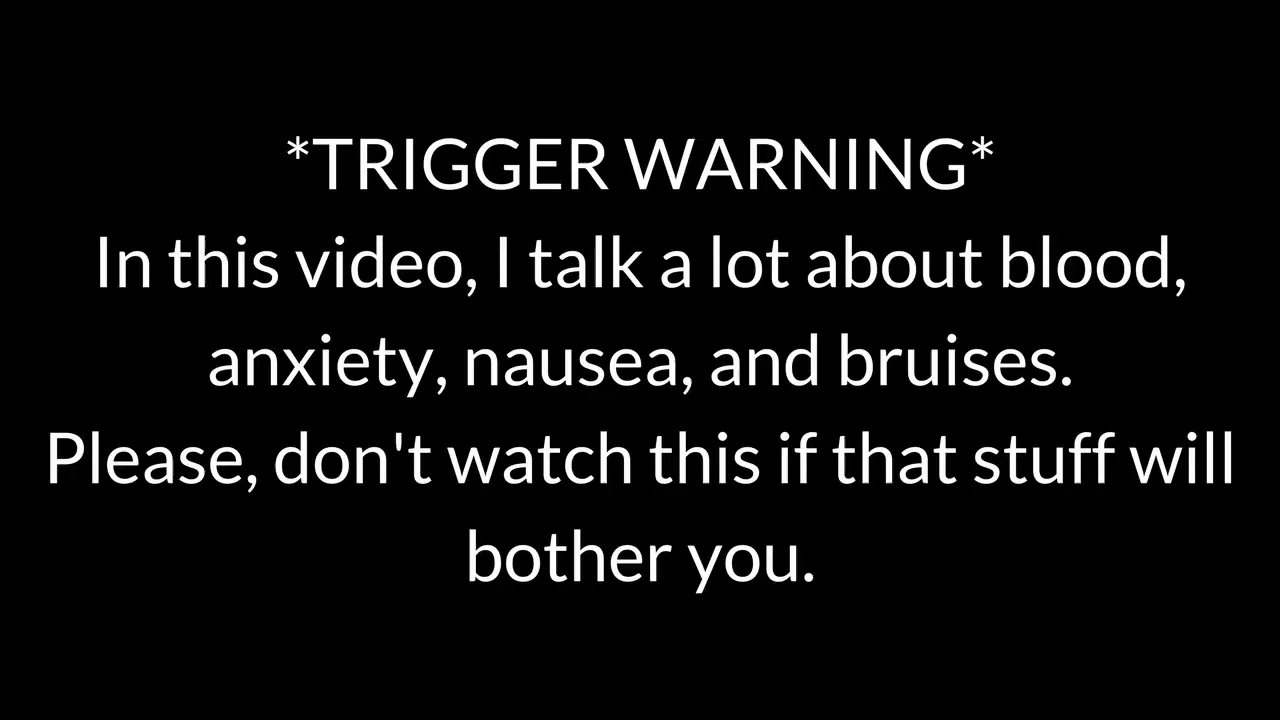 *TRIGGER WARNING*
In this video, I talk a lot about blood,
anxiety, nausea, and bruises.
Please, don't watch this if that stuff will
bother you.